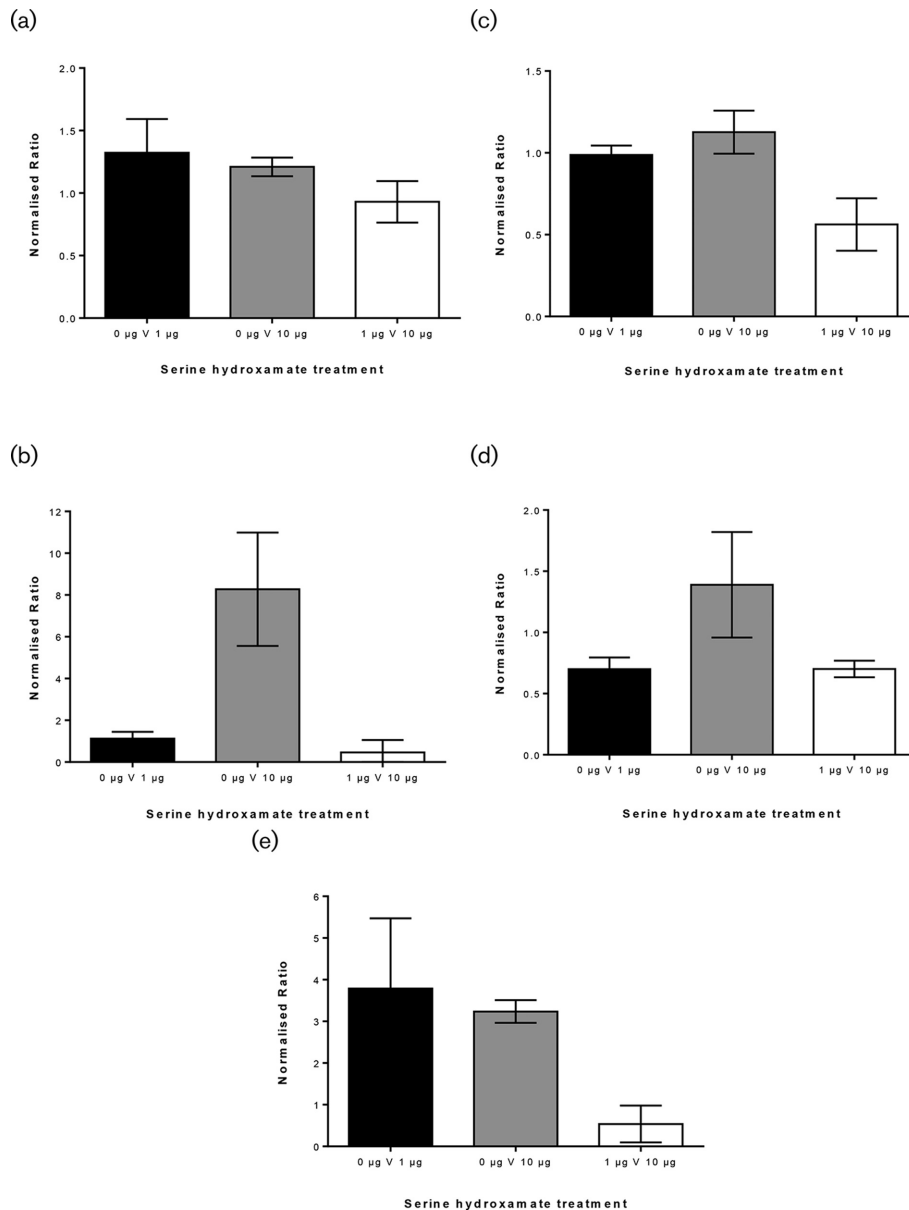 (a)
2.0
1.5
1.0
0.5
0.0
Normalised Ratio
0 µg V 1 µg
0 µg V 10 µg
1 µg V 10 µg
Serine hydroxamate treatment
(c)
1.5
1.0
0.5
0.0
Normalised Ratio
0 µg V 1 µg
0 µg V 10 µg
1 µg V 10 µg
Serine hydroxamate treatment
(b)
12
10
8
6
4
2
0
Normalised Ratio
0 µg V 1 µg
0 µg V 10 µg
1 µg V 10 µg
Serine hydroxamate treatment
(d)
2.0
1.5
1.0
0.5
0.0
Normalised Ratio
0 µg V 1 µg
0 µg V 10 µg
1 µg V 10 µg
Serine hydroxamate treatment
(e)
6
5
4
3
2
1
0
Normalised Ratio
0 µg V 1 µg
0 µg V 10 µg
1 µg V 10 µg
Serine hydroxamate treatment